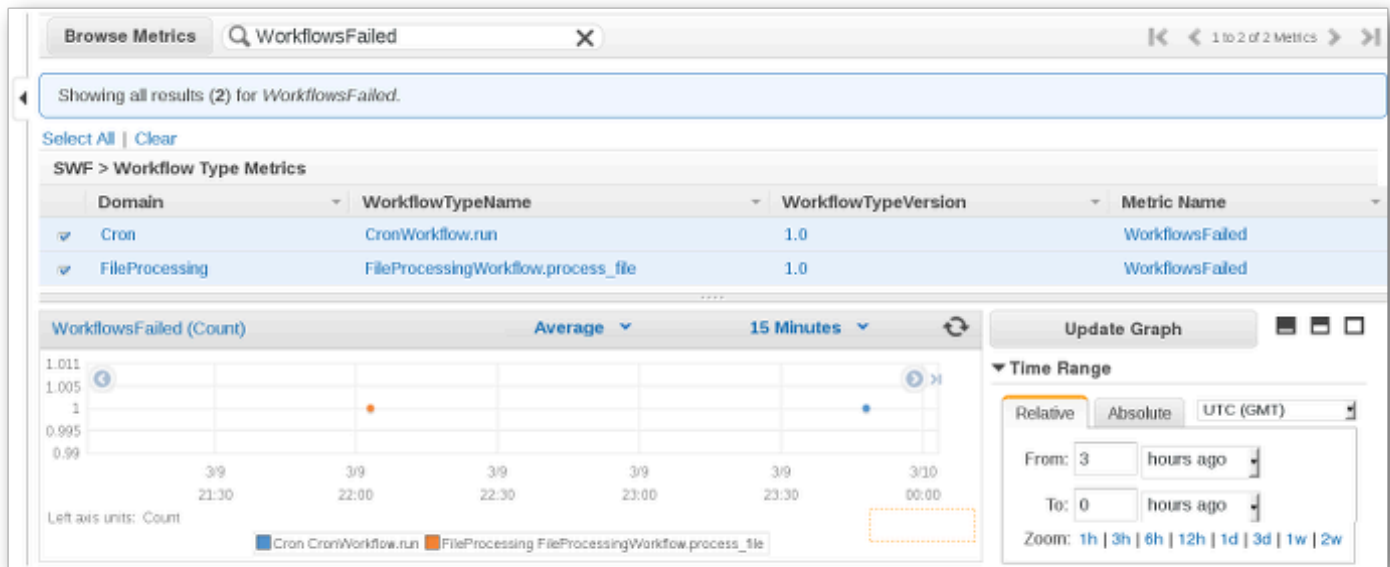 Browse Metrics WorkflowsFailed 1 to 2 of 2 Metrics
Showing all results (2) for WorkflowsFailed.
Select All | Clear
SWF > Workflow Type Metrics
Domain WorkflowTypeName WorkflowTypeVersion Metric Name
Cron CronWorkflow.run 1.0 WorkflowsFailed
FileProcessing FileProcessingWorkflow.process_file 1.0 WorkflowsFailed
WorkflowsFailed (Count) Average 15 Minutes Update Graph
1.011
1.005
1
0.995
0.99
3/9 3/9 3/9 3/9 3/9 3/10
21:30 22:00 22:30 23:00 23:30 00:00
Left axis units: Count
Cron CronWorkflow.run FileProcessing FileProcessingWorkflow.process_file
Time Range
Relative Absolute UTC (GMT)
From: 3 hours ago
To: 0 hours ago
Zoom: 1h | 3h | 6h | 12h | 1d | 3d | 1w | 2w